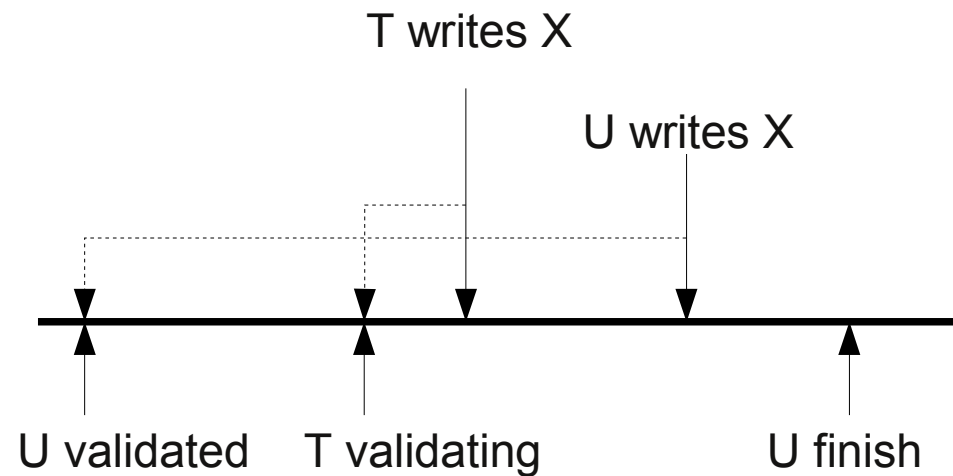 T writes X
U writes X
U validated
T validating
U finish